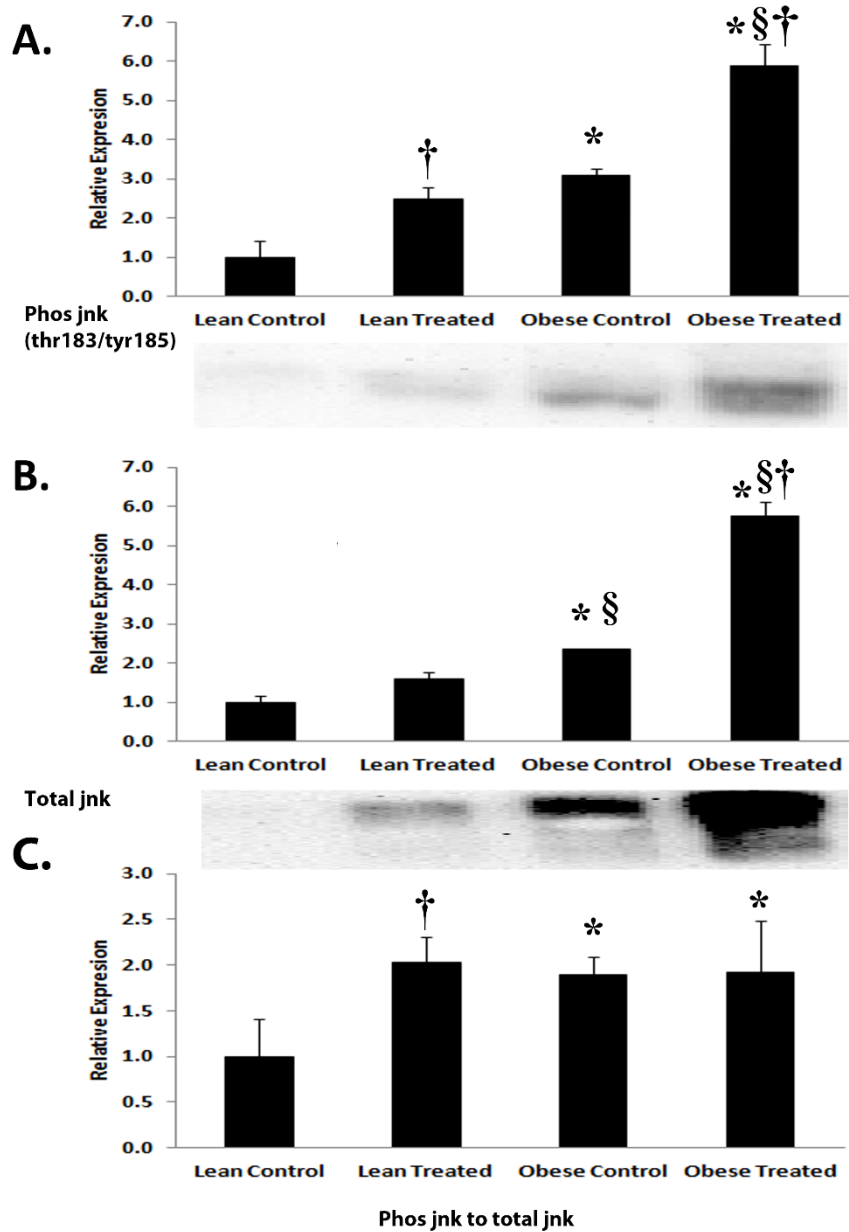 A.
7.0
6.0
5.0
4.0
3.0
2.0
1.0
0.0
Relative Expresion
†
*
*§†
Lean Control Lean Treated Obese Control Obese Treated
Phos jnk
(thr183/tyr185)
B.
7.0
6.0
5.0
4.0
3.0
2.0
1.0
0.0
Relative Expresion
* §
*§†
Lean Control Lean Treated Obese Control Obese Treated
Total jnk
C.
3.0
2.5
2.0
1.5
1.0
0.5
0.0
Relative Expresion
†
*
*
Lean Control Lean Treated Obese Control Obese Treated
Phos jnk to total jnk